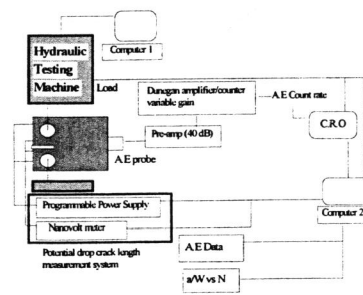 Hydraulic
Testing
Machine
Computer 1
Load
Dunegan amplifier/counter
variable gain
A.E Count rate
C.R.O
Pre-amp (40 dB)
A.E probe
Programmable Power Supply
Nanovolt meter
Computer 2
Potential drop crack length
measurement system
A.E Data
a/W vs N